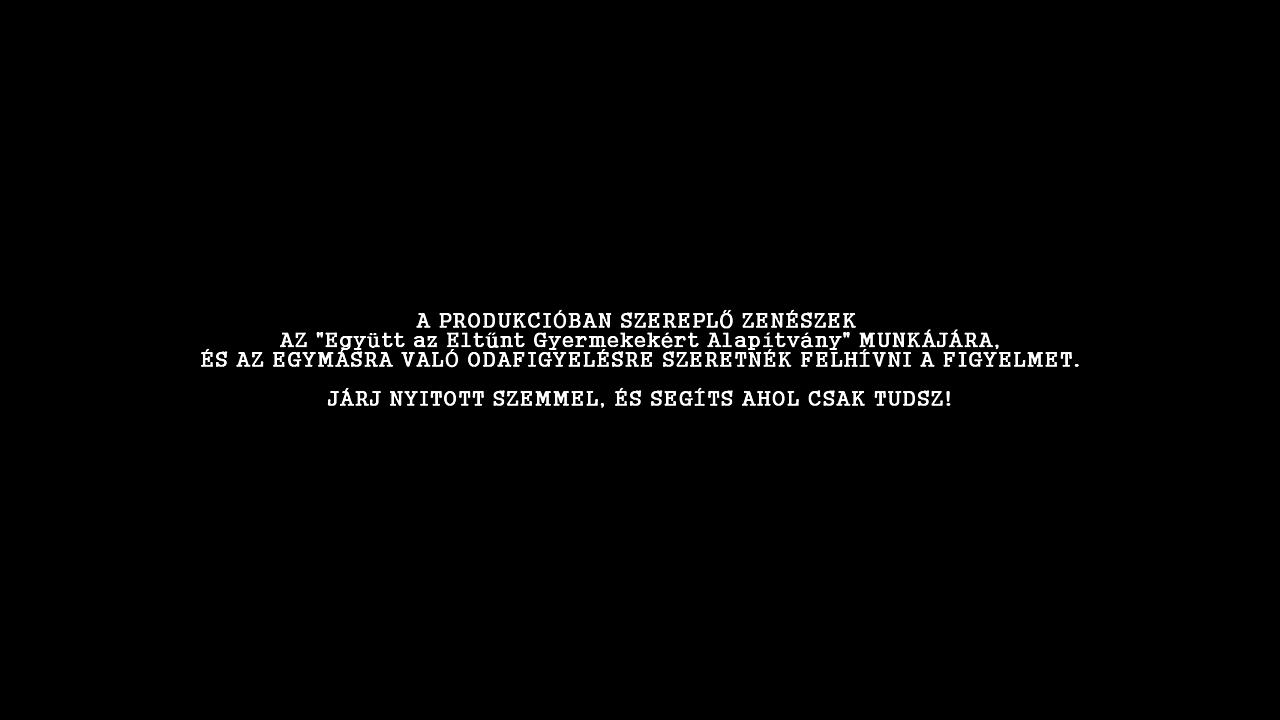 A PRODUKCIÓBAN SZEREPLŐ ZENÉSZEK
AZ "Együtt az Eltűnt Gyermekekért Alapítvány" MUNKÁJÁRA,
ÉS AZ EGYMÁSRA VALÓ ODAFIGYELÉSRE SZERETNÉK FELHÍVNI A FIGYELMET.
JÁRJ NYITOTT SZEMMEL, ÉS SEGÍTS AHOL CSAK TUDSZ!